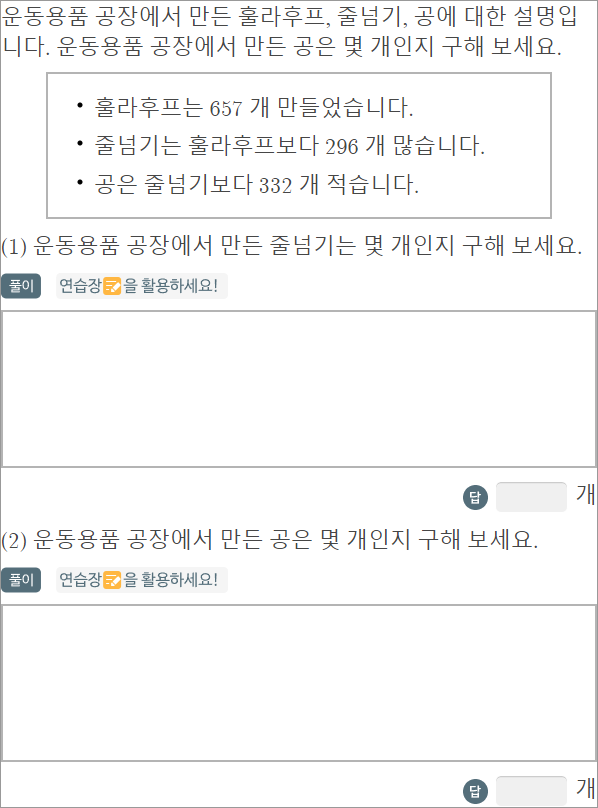 운동용품 공장에서 만든 훌라후프, 줄넘기, 공에 대한 설명입
니다. 운동용품 공장에서 만든 공은 몇 개인지 구해 보세요.
• 훌라후프는 657 개 만들었습니다.
• 줄넘기는 훌라후프보다 296 개 많습니다.
• 공은 줄넘기보다 332 개 적습니다.
(1) 운동용품 공장에서 만든 줄넘기는 몇 개인지 구해 보세요.
풀이 연습장을 활용하세요!
답 개
(2) 운동용품 공장에서 만든 공은 몇 개인지 구해 보세요.
풀이 연습장을 활용하세요!
답 개